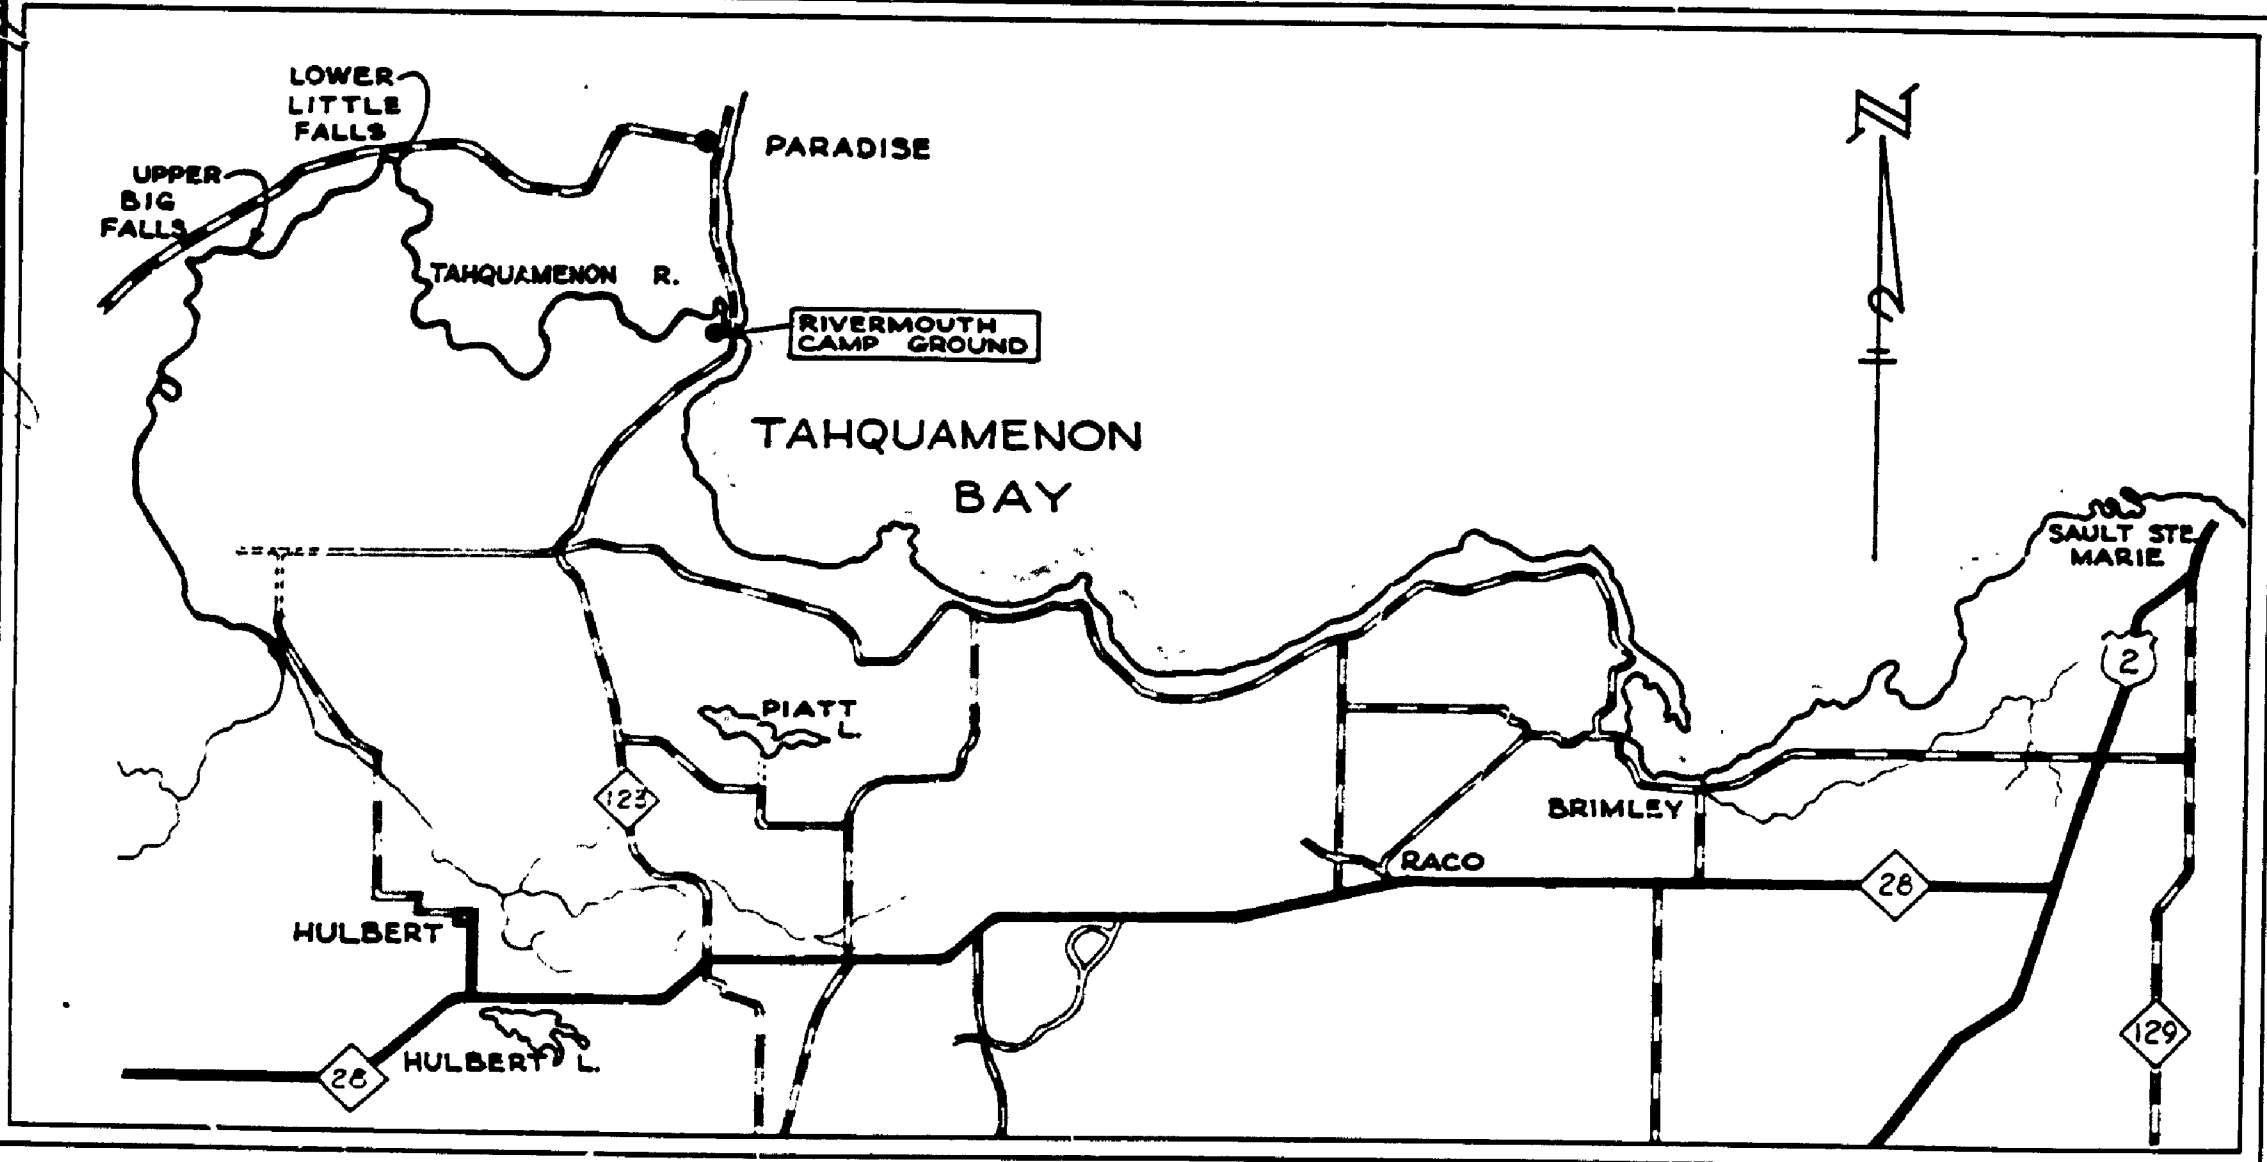 LOWER
LITTLE
FALLS
UPPER
BIG
FALLS
PARADISE
N
TAHQUAMENON R.
RIVERMOUTH
CAMP GROUND
TAHQUAMENON
BAY
SAULT STE
MARIE
2
PIATT
L.
123
BRIMLEY
RACO
28
HULBERT
129
HULBERT L.
28